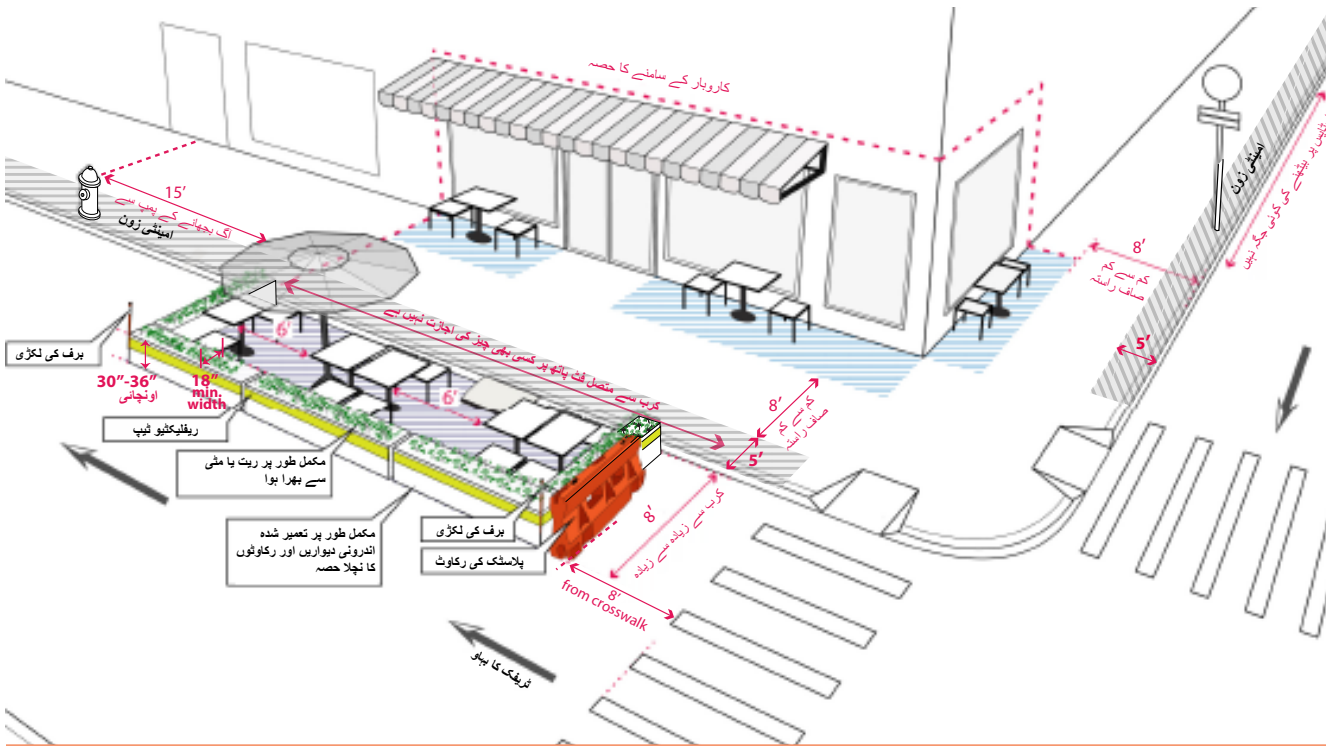 کاروبار کے سامنے کا حصہ
15′
آگ بجھانے کے پمپ سے
امینٹی زون
امینٹی زون
بیٹھنے کی کوئی جگہ نہیں
8′
کم سے کم
صاف راستہ
5′
کرب سے متصل فٹ پاتھ پر کسی بھی چیز کی اجازت نہیں ہے
6′
6′
برف کی لکڑی
30″-36″
اونچائی
18″
min.
width
ریفلیکٹیو ٹیپ
مکمل طور پر ریت یا مٹی
سے بھرا ہوا
مکمل طور پر تعمیر شدہ
اندرونی دیواریں اور رکاوٹوں
کا نچلا حصہ
برف کی لکڑی
پلاسٹک کی رکاوٹ
8′
کم سے کم
صاف راستہ
5′
8′
کرب سے زیادہ سے زیادہ
8′
from crosswalk
ٹریفک کا بہاو